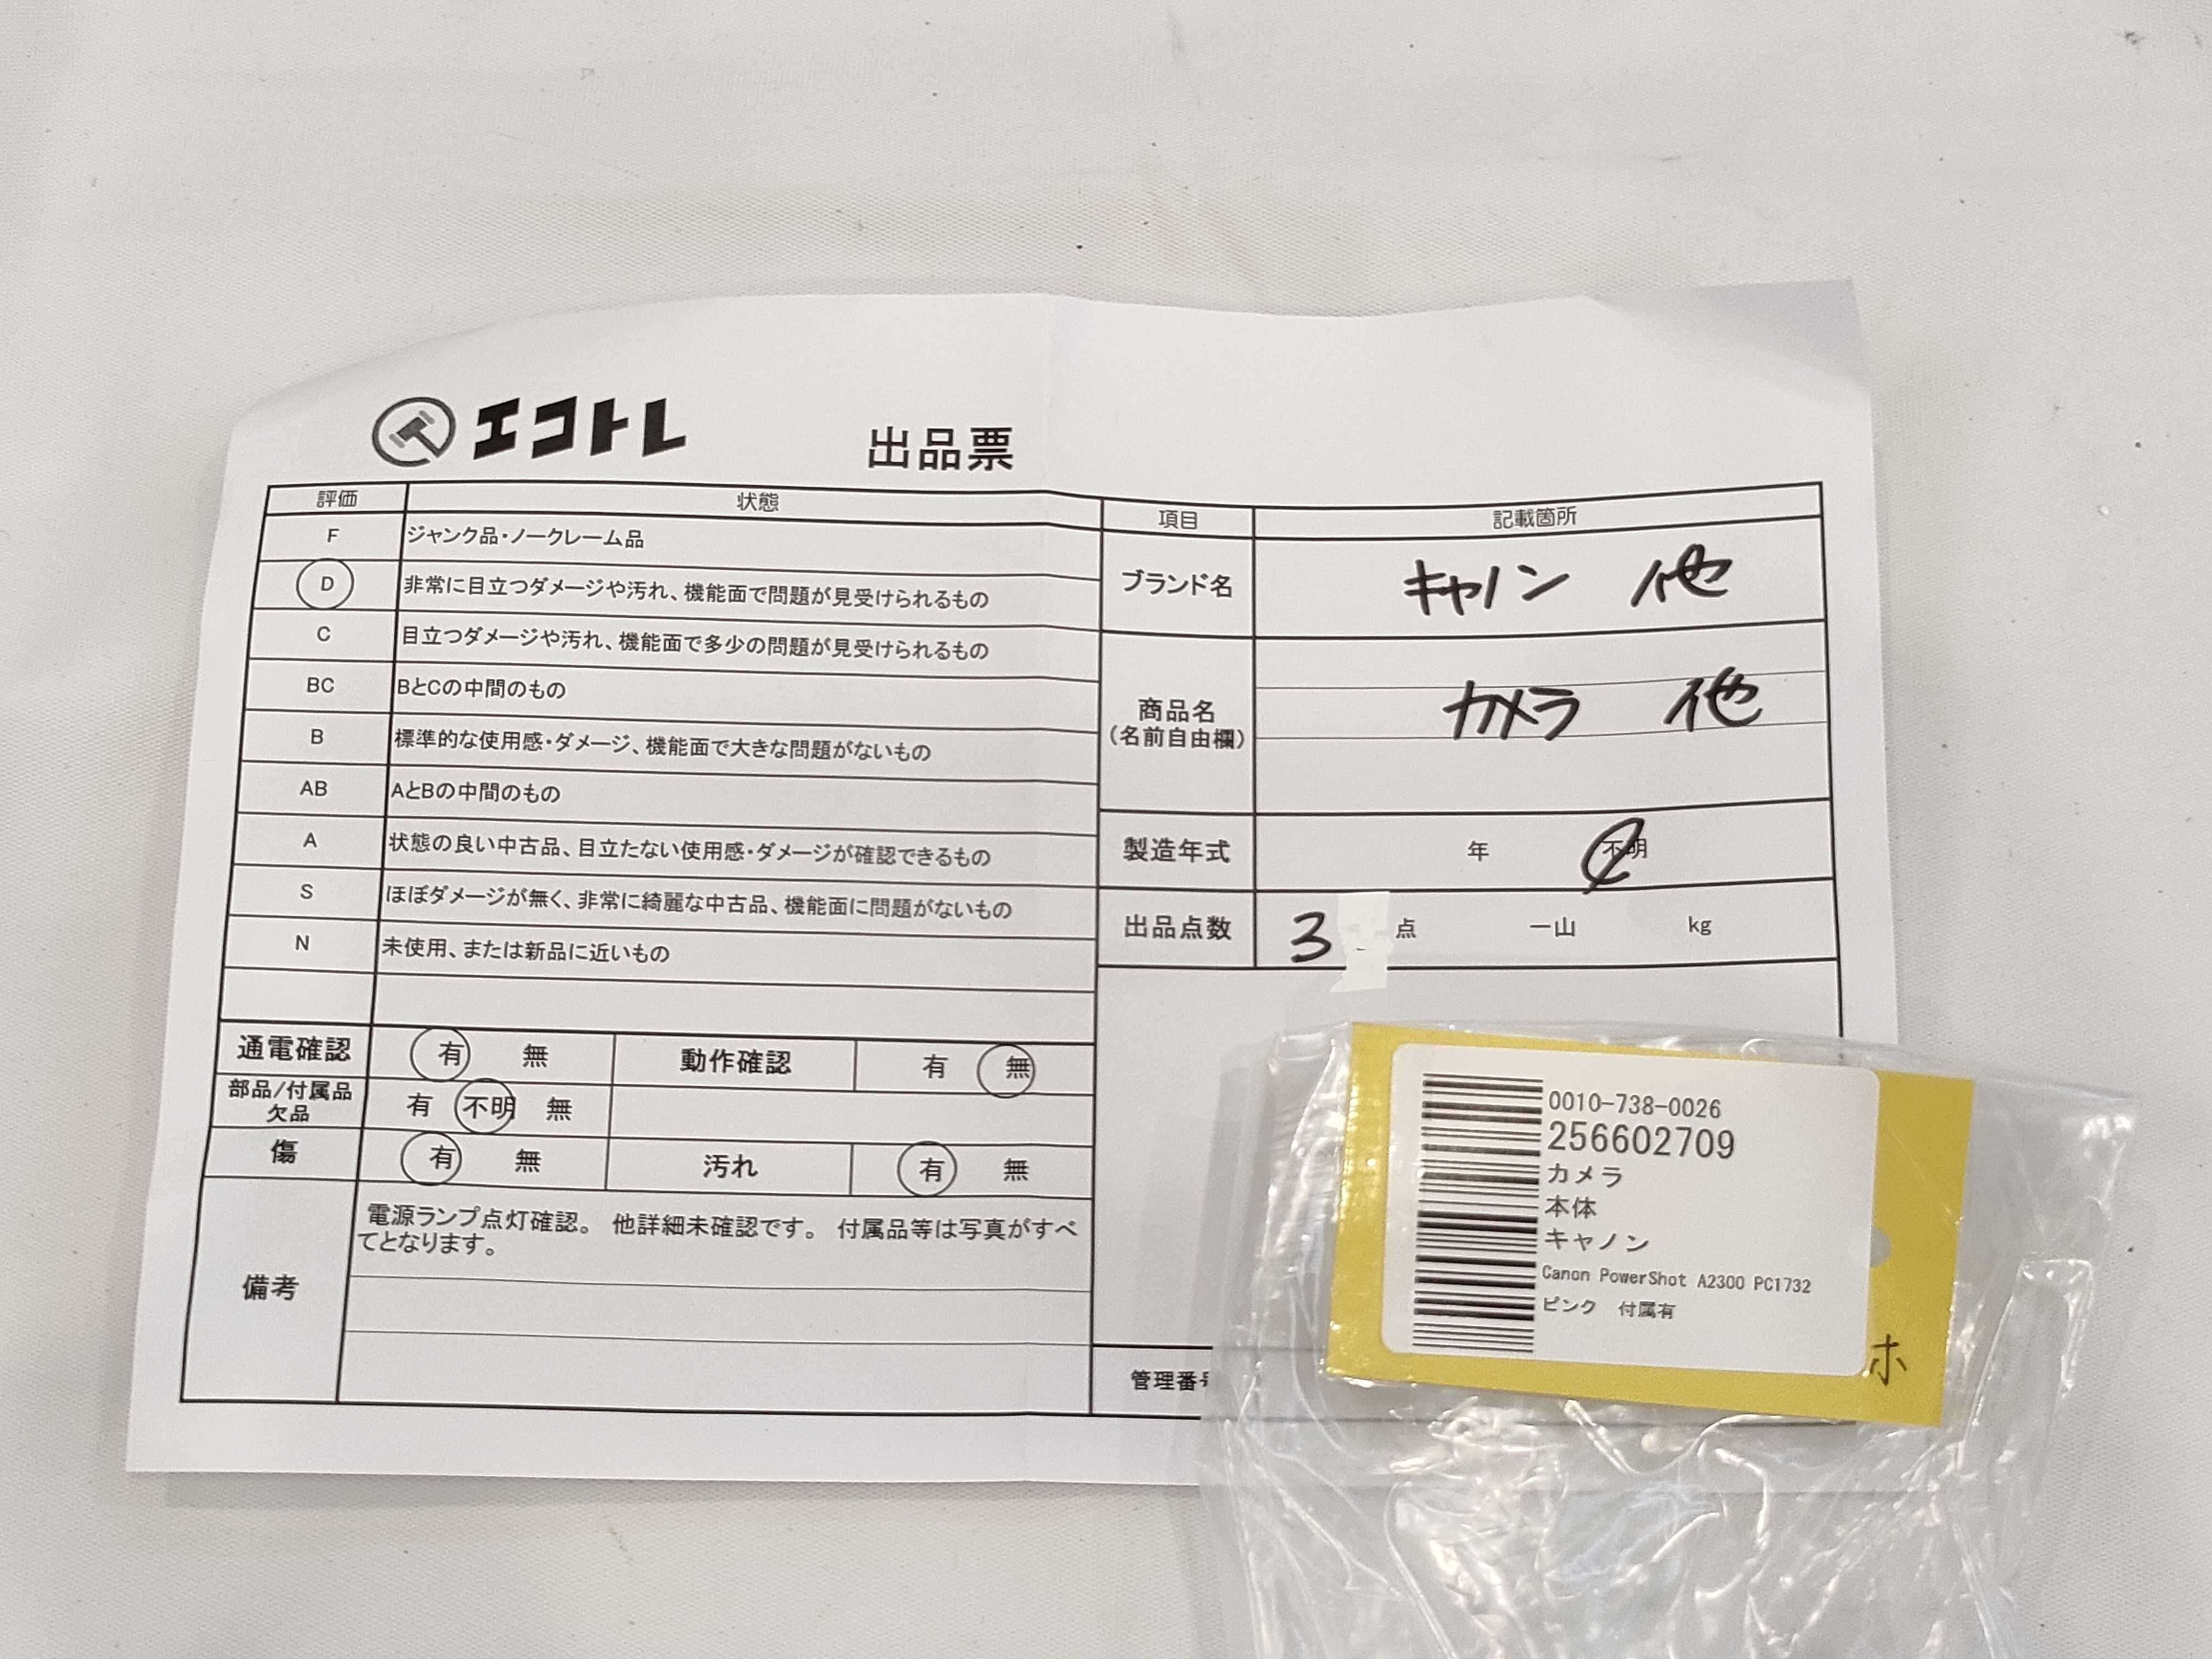 エコトレ
出品票
評価 状態
F ジャンク品・ノークレーム品
D 非常に目立つダメージや汚れ、機能面で問題が見受けられるもの
C 目立つダメージや汚れ、機能面で多少の問題が見受けられるもの
BC BとCの中間のもの
B 標準的な使用感・ダメージ、機能面で大きな問題がないもの
AB AとBの中間のもの
A 状態の良い中古品、目立たない使用感・ダメージが確認できるもの
S ほぼダメージが無く、非常に綺麗な中古品、機能面に問題がないもの
N 未使用、または新品に近いもの
通電確認 有 無 動作確認 有 無
部品/付属品
欠品
有 不明 無
傷 有 無 汚れ 有 無
備考
電源ランプ点灯確認。 他詳細未確認です。 付属品等は写真がすべ
てとなります。
項目 記載箇所
ブランド名 キャノン 他
商品名
(名前自由欄)
カメラ 他
製造年式 年 不明
出品点数 3 点 一山 kg
管理番号
0010-738-0026
256602709
カメラ
本体
キャノン
Canon PowerShot A2300 PC1732
ピンク 付属有
ホ